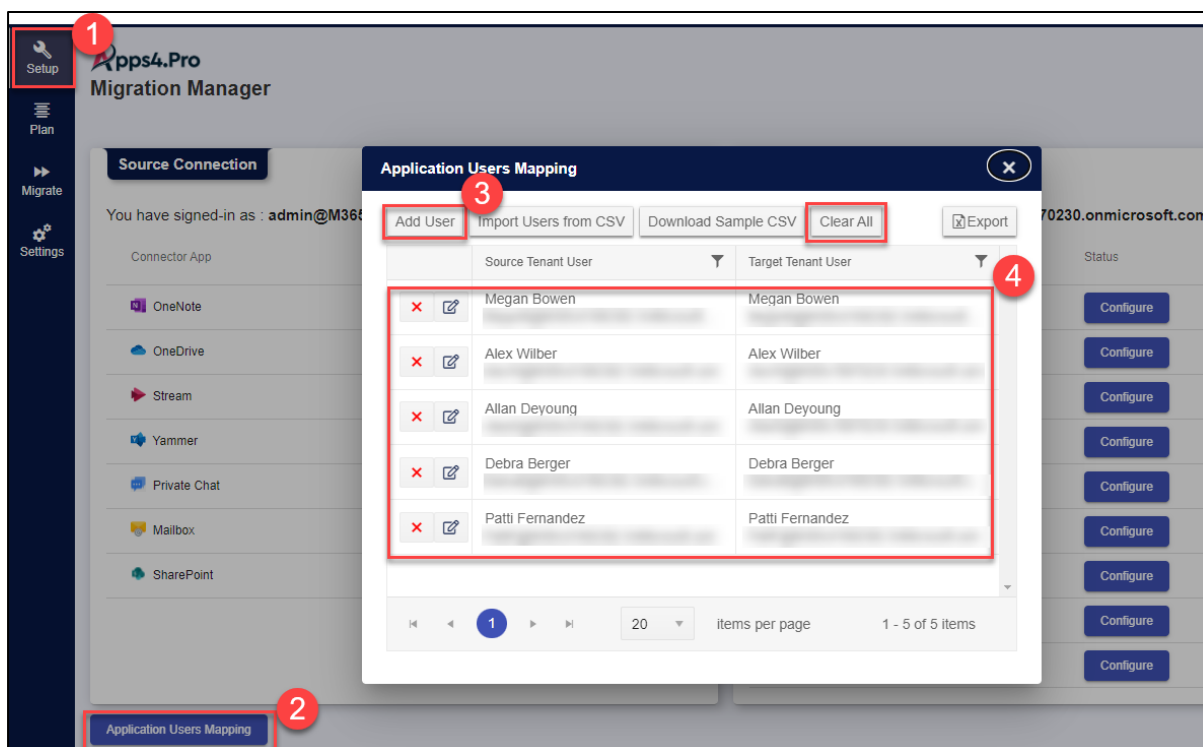 1
Setup
Apps4.Pro
Migration Manager
Plan
Migrate
Settings
Source Connection
You have signed-in as : admin@M365
70230.onmicrosoft.com
Connector App
Status
OneNote
OneDrive
Stream
Yammer
Private Chat
Mailbox
SharePoint
Configure
Configure
Configure
Configure
Configure
Configure
Configure
Configure
Configure
Application Users Mapping
3
Add User
Import Users from CSV
Download Sample CSV
Clear All
Export
Source Tenant User
Target Tenant User
4
Megan Bowen
Megan Bowen
Alex Wilber
Alex Wilber
Allan Deyoung
Allan Deyoung
Debra Berger
Debra Berger
Patti Fernandez
Patti Fernandez
1
20
items per page
1 - 5 of 5 items
2
Application Users Mapping